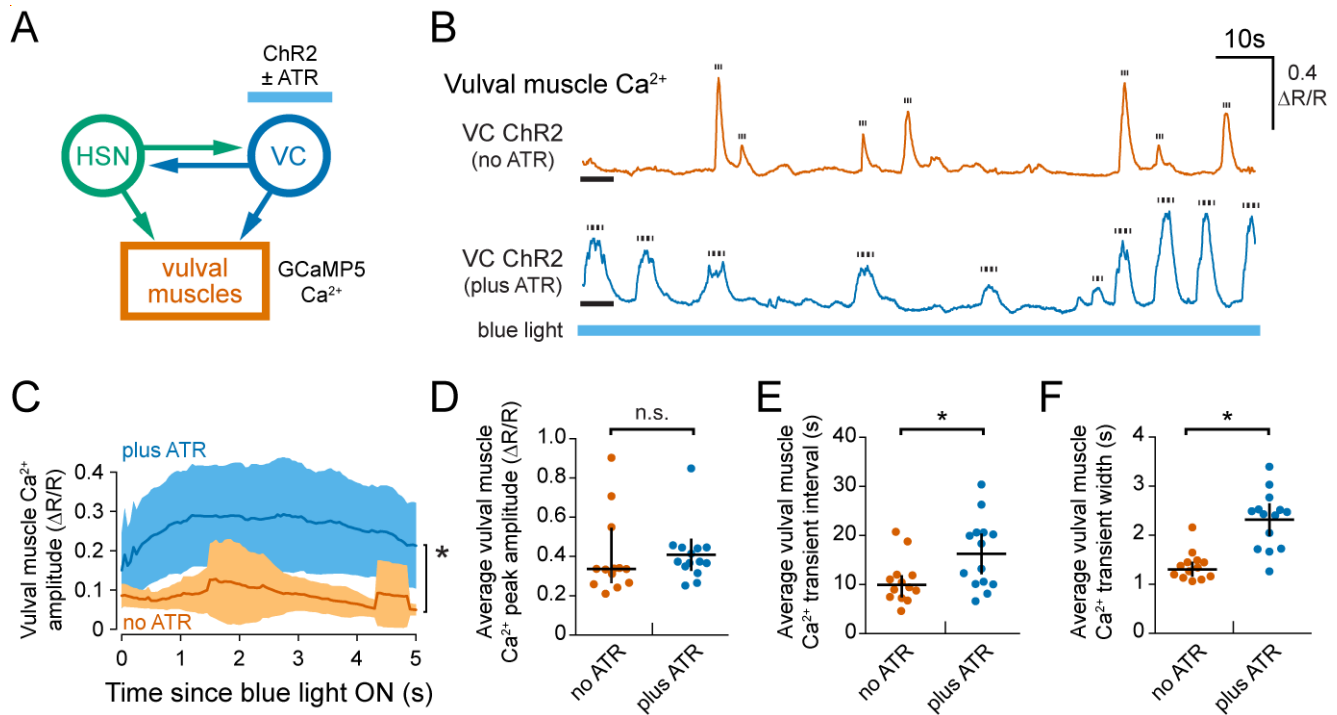 A
ChR2
± ATR
HSN
VC
vulval
muscles
GCaMP5
Ca²⁺
B
10s
0.4
ΔR/R
Vulval muscle Ca²⁺
VC ChR2
(no ATR)
VC ChR2
(plus ATR)
blue light
C
plus ATR
no ATR
*
Vulval muscle Ca²⁺
amplitude (ΔR/R)
0.4
0.3
0.2
0.1
0
0 1 2 3 4 5
Time since blue light ON (s)
D
n.s.
Average vulval muscle
Ca²⁺ peak amplitude (ΔR/R)
1.0
0.8
0.6
0.4
0.2
0
no ATR
plus ATR
E
*
Average vulval muscle
Ca²⁺ transient interval (s)
40
30
20
10
0
no ATR
plus ATR
F
*
Average vulval muscle
Ca²⁺ transient width (s)
4
3
2
1
0
no ATR
plus ATR